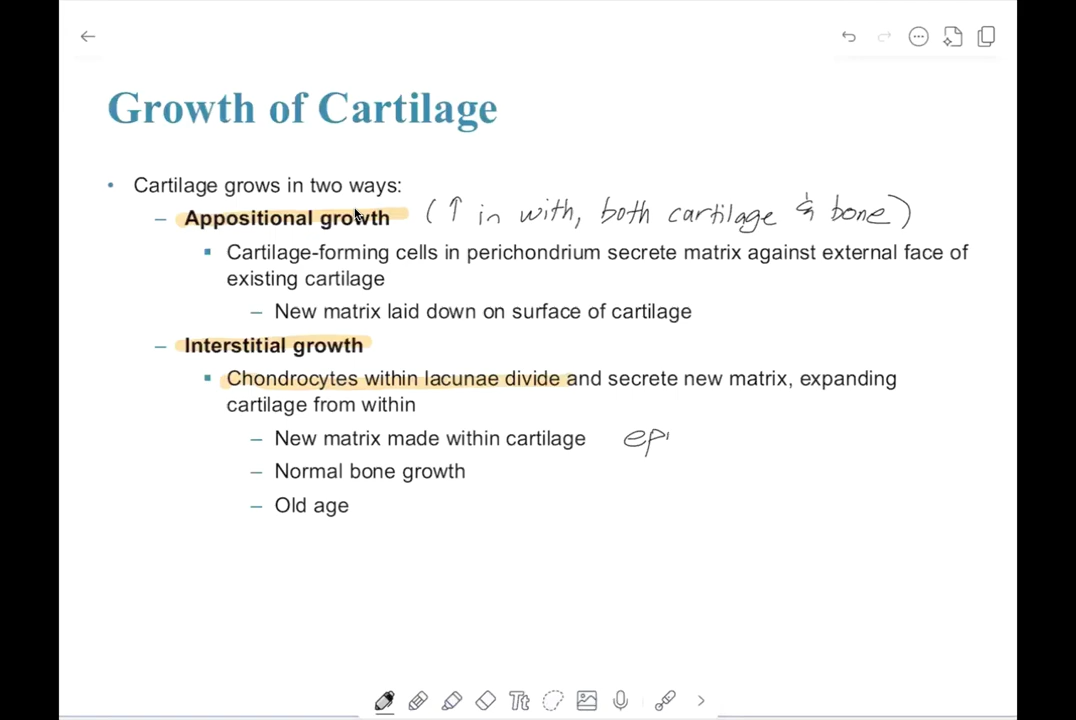 Growth of Cartilage
• Cartilage grows in two ways:
– Appositional growth (↑ in with, both cartilage & bone)
▪ Cartilage-forming cells in perichondrium secrete matrix against external face of
existing cartilage
– New matrix laid down on surface of cartilage
– Interstitial growth
▪ Chondrocytes within lacunae divide and secrete new matrix, expanding
cartilage from within
– New matrix made within cartilage epi
– Normal bone growth
– Old age
Tt